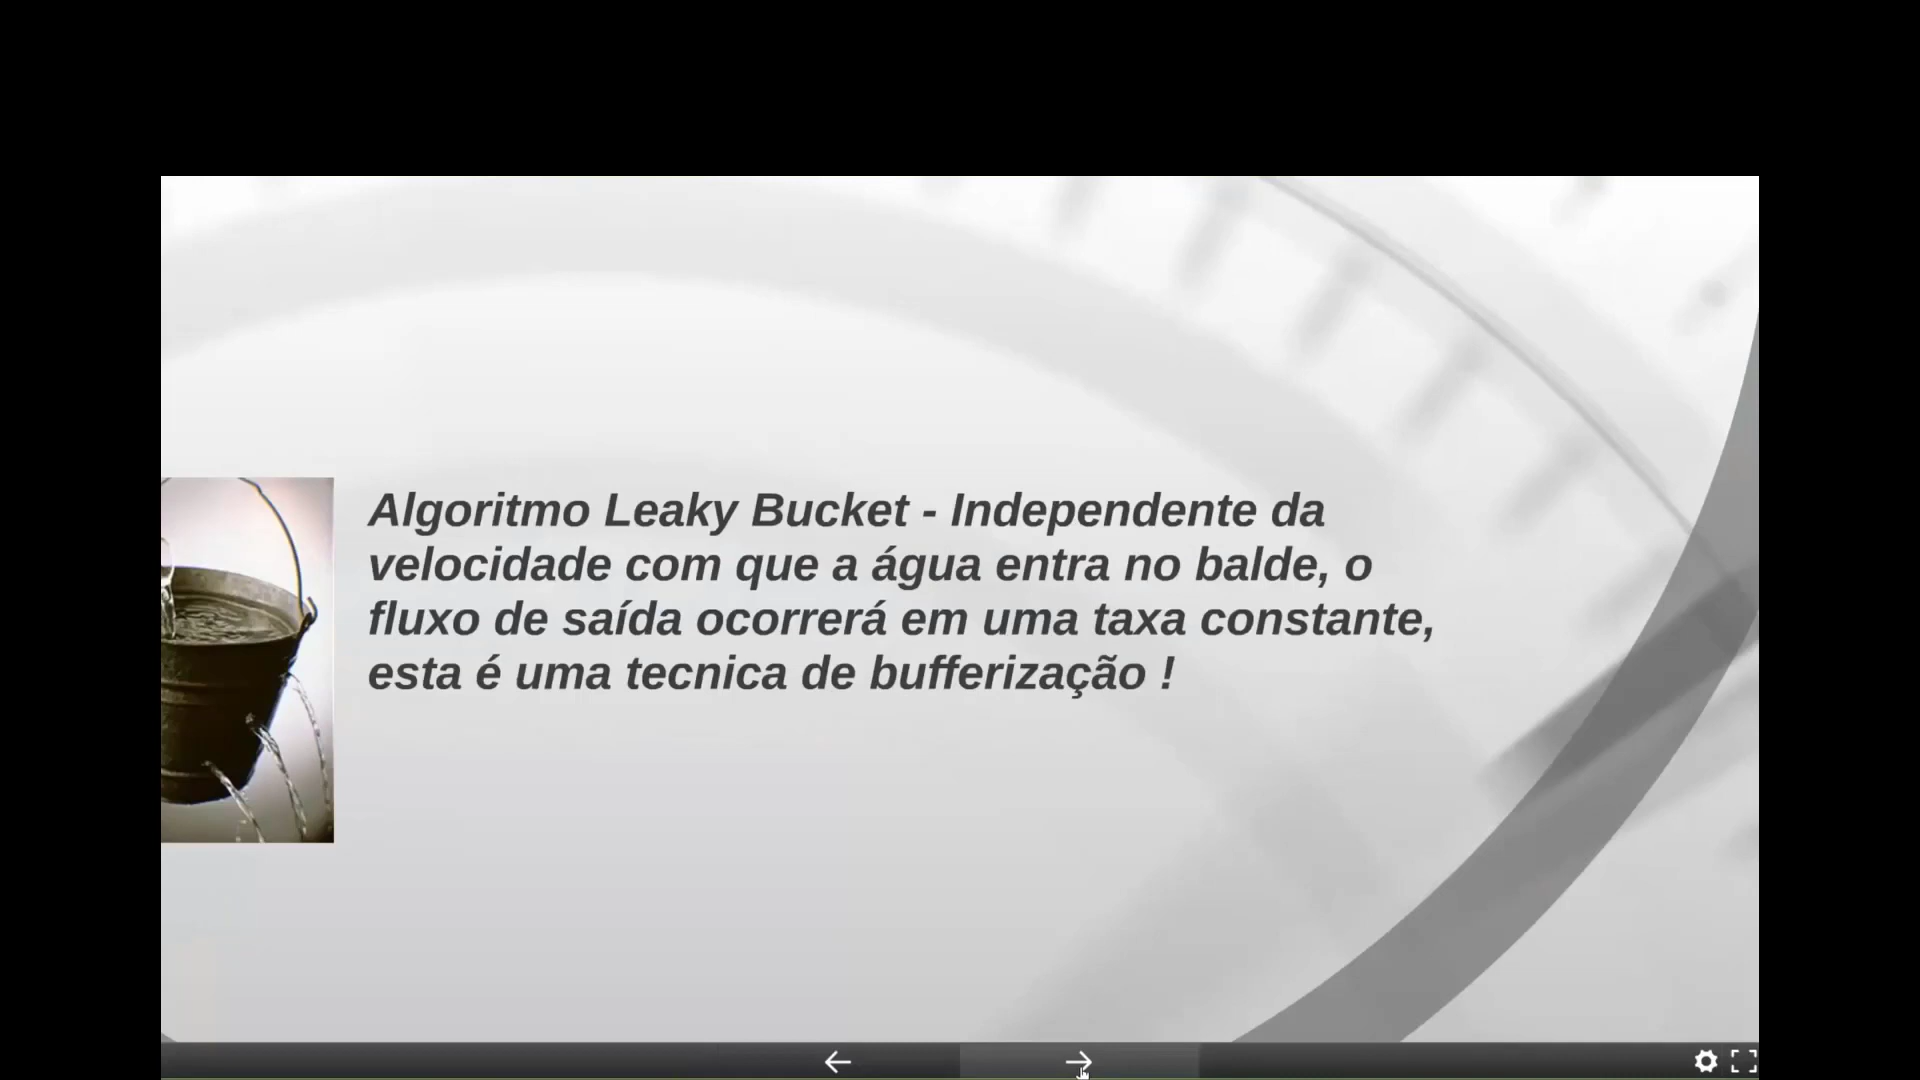 Algoritmo Leaky Bucket - Independente da
velocidade com que a água entra no balde, o
fluxo de saída ocorrerá em uma taxa constante,
esta é uma tecnica de bufferização !